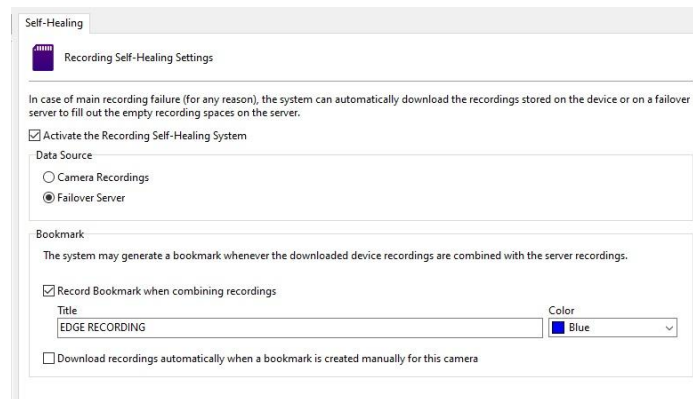 Self-Healing
Recording Self-Healing Settings
In case of main recording failure (for any reason), the system can automatically download the recordings stored on the device or on a failover
server to fill out the empty recording spaces on the server.
Activate the Recording Self-Healing System
Data Source
Camera Recordings
Failover Server
Bookmark
The system may generate a bookmark whenever the downloaded device recordings are combined with the server recordings.
Record Bookmark when combining recordings
Title Color
EDGE RECORDING Blue
Download recordings automatically when a bookmark is created manually for this camera